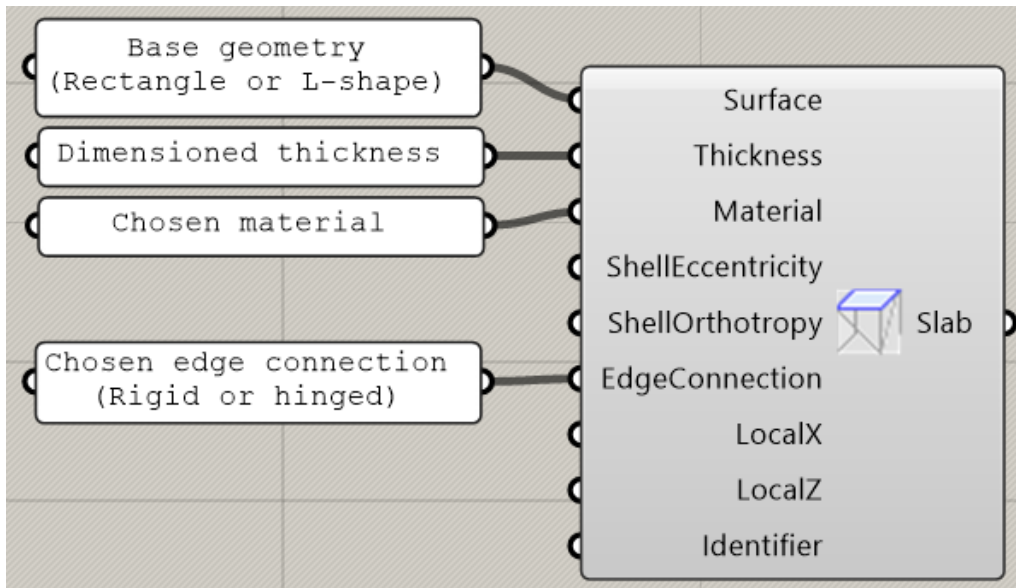 Base geometry
(Rectangle or L-shape)
Dimensioned thickness
Chosen material
Chosen edge connection
(Rigid or hinged)
Surface
Thickness
Material
ShellEccentricity
ShellOrthotropy
EdgeConnection
LocalX
LocalZ
Identifier
Slab